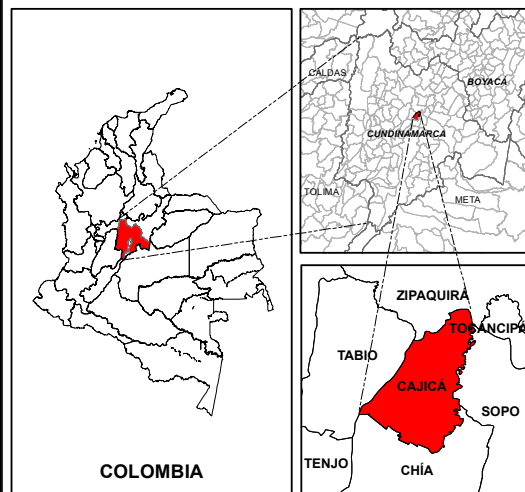 COLOMBIA
CALDAS
BOYACÁ
CUNDINAMARCA
TOLIMA
META
ZIPAQUIRÁ
TOCANCIPÁ
TABIO
CAJICÁ
SOPO
TENJO
CHÍA